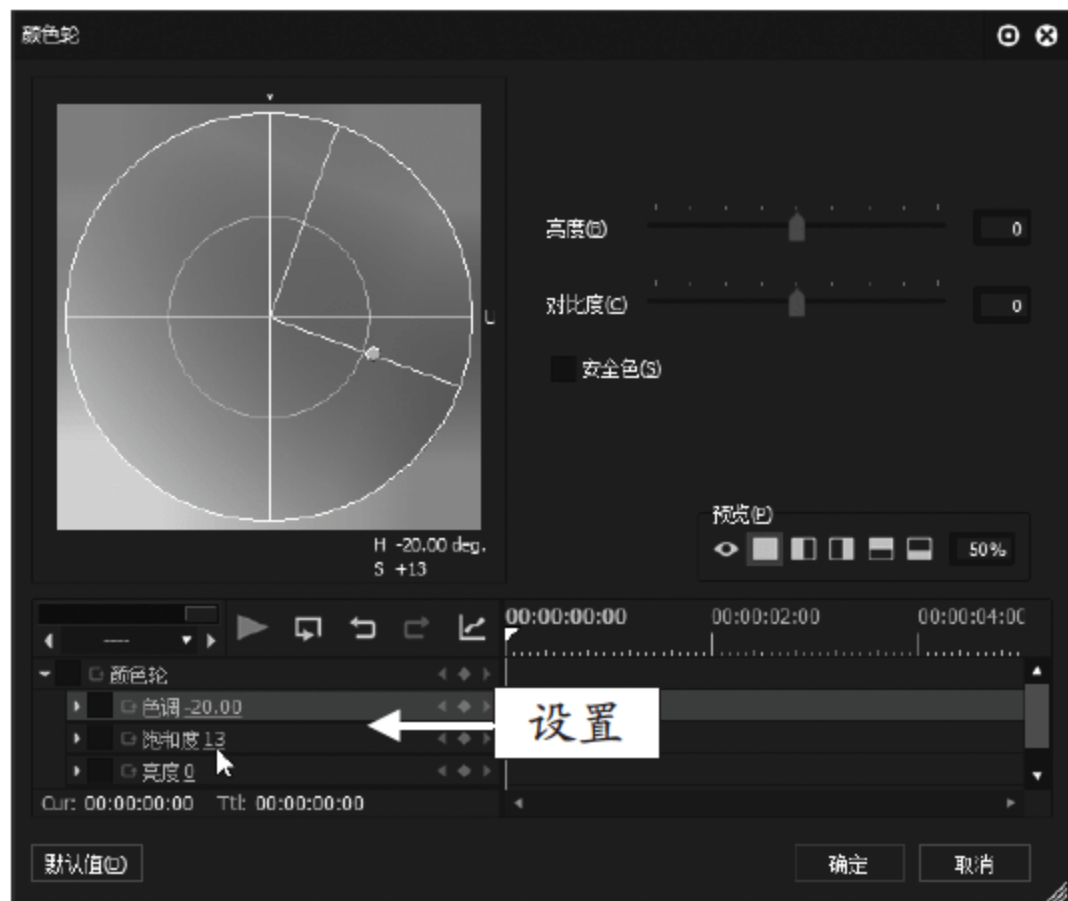 颜色轮
U
亮度(B) 0
对比度(C) 0
安全色(S)
H -20.00 deg.
S +13
预览(P)
50%
00:00:00:00 00:00:02:00 00:00:04:00
颜色轮
色调 -20.00
设置
饱和度 13
亮度 0
Cur: 00:00:00:00 Ttl: 00:00:00:00
默认值(D) 确定 取消